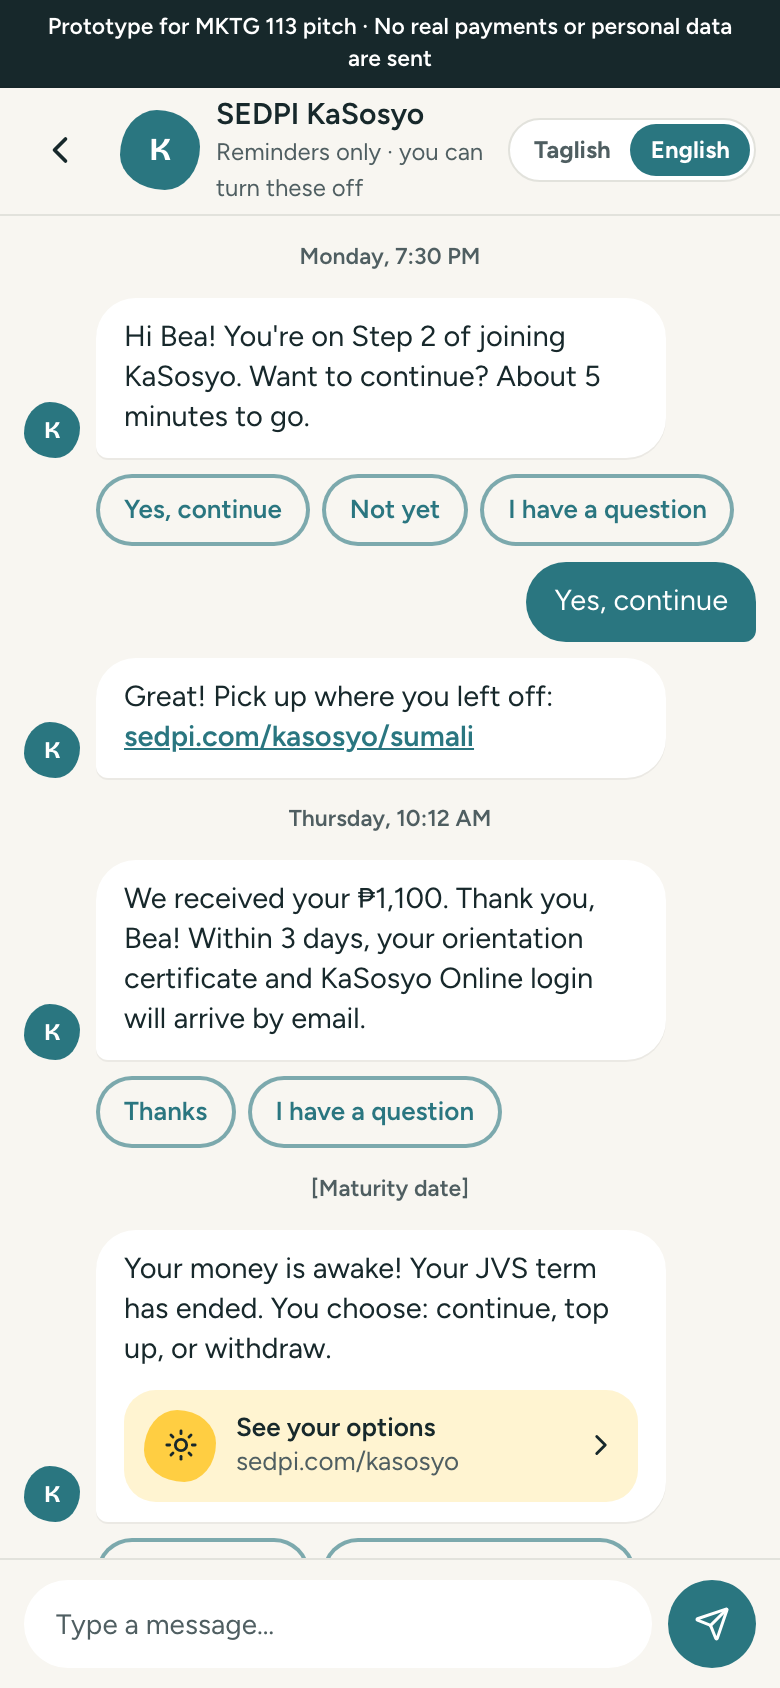 Prototype for MKTG 113 pitch · No real payments or personal data
are sent
K
SEDPI KaSosyo
Reminders only · you can
turn these off
Taglish
English
Monday, 7:30 PM
Hi Bea! You're on Step 2 of joining
KaSosyo. Want to continue? About 5
minutes to go.
K
Yes, continue
Not yet
I have a question
Yes, continue
Great! Pick up where you left off:
sedpi.com/kasosyo/sumali
K
Thursday, 10:12 AM
We received your ₱1,100. Thank you,
Bea! Within 3 days, your orientation
certificate and KaSosyo Online login
will arrive by email.
K
Thanks
I have a question
[Maturity date]
Your money is awake! Your JVS term
has ended. You choose: continue, top
up, or withdraw.
See your options
sedpi.com/kasosyo
K
Type a message...